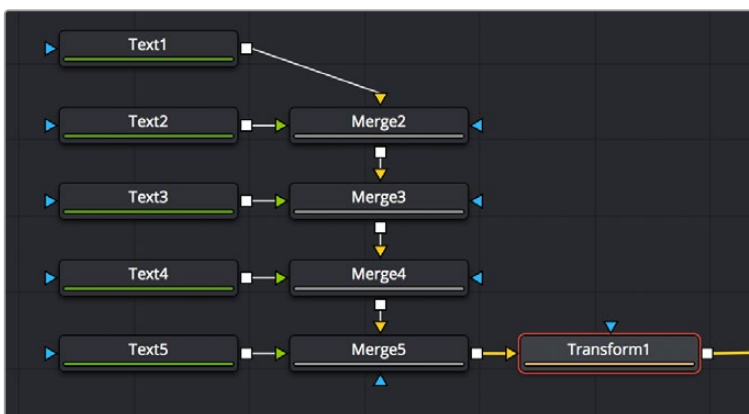 Text1
Text2 Merge2
Text3 Merge3
Text4 Merge4
Text5 Merge5 Transform1